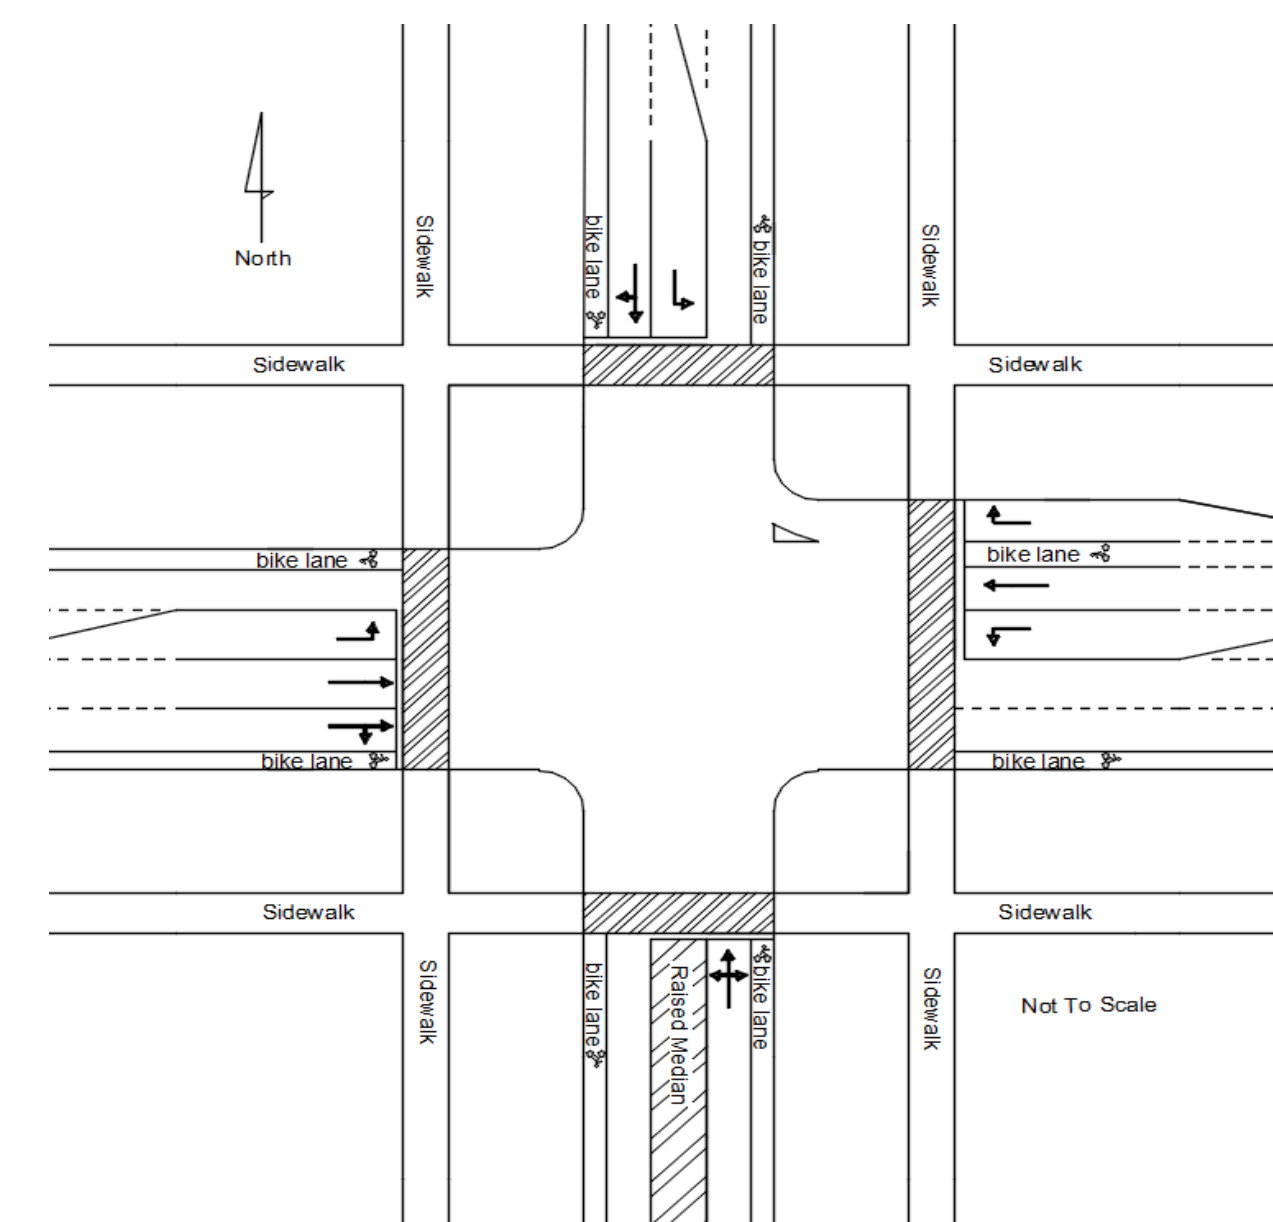 bike lane
bike lane
Sidewalk
Sidewalk
North
Sidewalk
Sidewalk
bike lane
bike lane
bike lane
bike lane
Sidewalk
Sidewalk
Sidewalk
bike lane
Raised Median
bike lane
Sidewalk
Not To Scale